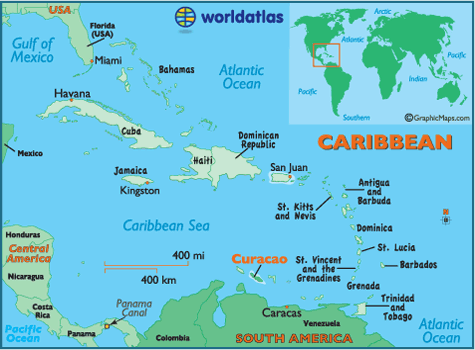 USA
worldatlas
Florida
(USA)
Gulf of
Mexico
Miami
Bahamas
Atlantic
Ocean
Arctic
Atlantic
Pacific
Indian
Pacific
Southern
©GraphicMaps.com
Havana
Cuba
Dominican
Republic
CARIBBEAN
Mexico
Haiti
San Juan
Jamaica
Kingston
Antigua
and
Barbuda
St. Kitts
and Nevis
Dominica
Caribbean Sea
St. Lucia
Honduras
Central
America
400 mi
400 km
Curacao
St. Vincent
and the
Grenadines
Barbados
Nicaragua
Grenada
Costa
Rica
Panama
Canal
Caracas
Trinidad
and
Tobago
Pacific
Ocean
Panama
Colombia
Venezuela
SOUTH AMERICA
Atlantic
Ocean